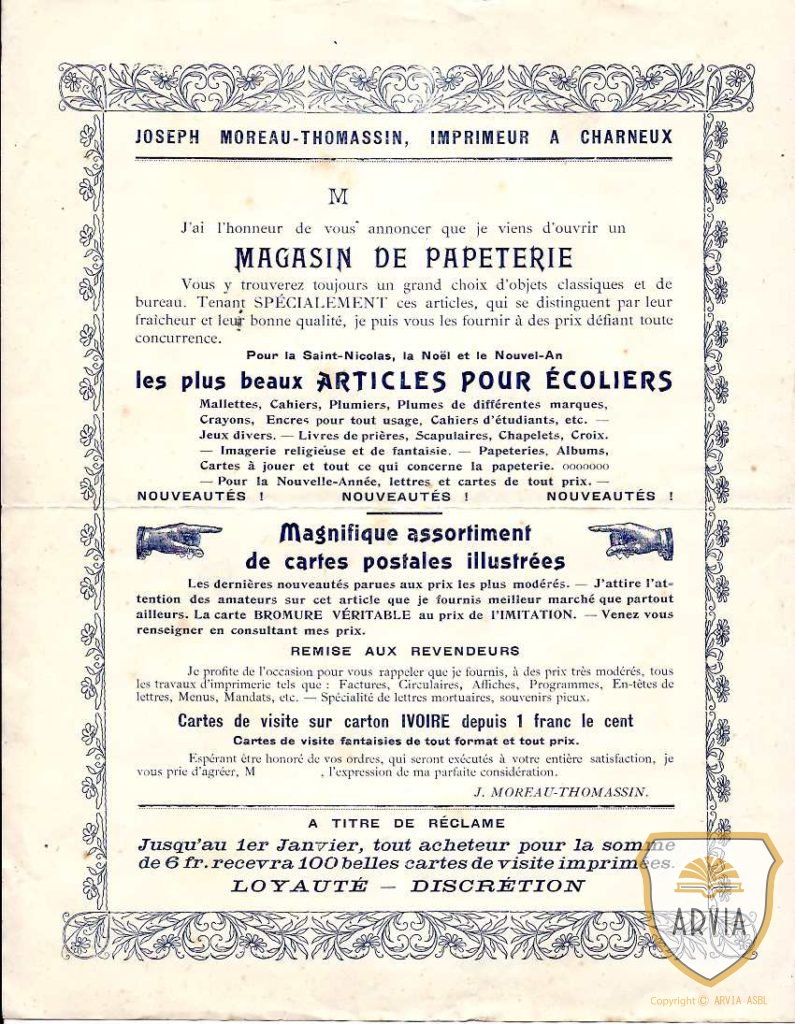 JOSEPH MOREAU-THOMASSIN, IMPRIMEUR A CHARNEUX
M
J'ai l'honneur de vous annoncer que je viens d'ouvrir un
MAGASIN DE PAPETERIE
Vous y trouverez toujours un grand choix d'objets classiques et de
bureau. Tenant SPÉCIALEMENT ces articles, qui se distinguent par leur
fraîcheur et leur bonne qualité, je puis vous les fournir à des prix défiant toute
concurrence.
Pour la Saint-Nicolas, la Noël et le Nouvel-An
les plus beaux ARTICLES POUR ÉCOLIERS
Mallettes, Cahiers, Plumiers, Plumes de différentes marques,
Crayons, Encres pour tout usage, Cahiers d'étudiants, etc. —
Jeux divers. — Livres de prières, Scapulaires, Chapelets, Croix.
— Imagerie religieuse et de fantaisie. — Papeteries, Albums,
Cartes à jouer et tout ce qui concerne la papeterie. ooooooo
— Pour la Nouvelle-Année, lettres et cartes de tout prix. —
NOUVEAUTÉS ! NOUVEAUTÉS ! NOUVEAUTÉS !
Magnifique assortiment
de cartes postales illustrées
Les dernières nouveautés parues aux prix les plus modérés. — J'attire l'at-
tention des amateurs sur cet article que je fournis meilleur marché que partout
ailleurs. La carte BROMURE VÉRITABLE au prix de l'IMITATION. — Venez vous
renseigner en consultant mes prix.
REMISE AUX REVENDEURS
Je profite de l'occasion pour vous rappeler que je fournis, à des prix très modérés, tous
les travaux d'imprimerie tels que : Factures, Circulaires, Affiches, Programmes, En-têtes de
lettres, Menus, Mandats, etc. — Spécialité de lettres mortuaires, souvenirs pieux.
Cartes de visite sur carton IVOIRE depuis 1 franc le cent
Cartes de visite fantaisies de tout format et tout prix.
Espérant être honoré de vos ordres, qui seront exécutés à votre entière satisfaction, je
vous prie d'agréer, M , l'expression de ma parfaite considération.
J. MOREAU-THOMASSIN.
A TITRE DE RÉCLAME
Jusqu'au 1er Janvier, tout acheteur pour la somme
de 6 fr. recevra 100 belles cartes de visite imprimées.
LOYAUTÉ — DISCRÉTION
ARVIA
Copyright © ARVIA ASBL